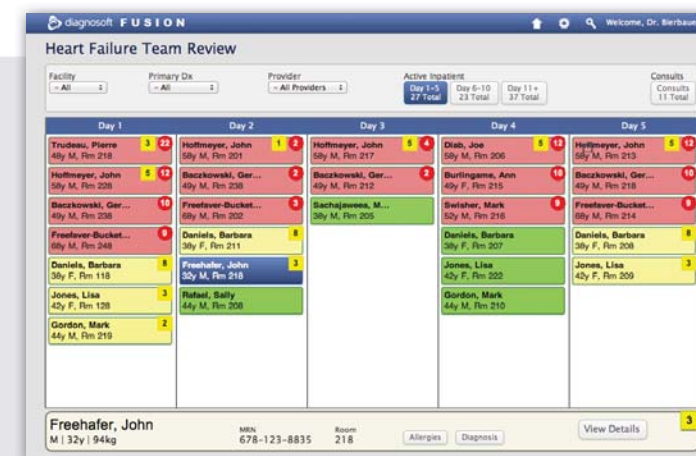 diagnosoft FUSION
Welcome, Dr. Bierbaue
Heart Failure Team Review
Facility Primary Dx Provider Active Inpatient Consults
- All - All - All Providers Day 1-5 Day 6-10 Day 11+ Consults
27 Total 23 Total 37 Total 11 Total
Day 1 Day 2 Day 3 Day 4 Day 5
Trudeau, Pierre 3 22 Hoffmeyer, John 1 2 Hoffmeyer, John 5 4 Diab, Joe 5 12 Hoffmeyer, John 5 12
48y M, Rm 218 58y M, Rm 201 58y M, Rm 217 58y M, Rm 206 58y M, Rm 213
Hoffmeyer, John 5 12 Baczkowski, Ger... 2 Baczkowski, Ger... 2 Burlingame, Ann 10 Baczkowski, Ger... 10
58y M, Rm 228 49y M, Rm 238 49y M, Rm 212 49y F, Rm 215 49y M, Rm 218
Baczkowski, Ger... 10 Freefaver-Bucket... 3 Sachajawees, M... Swisher, Mark 9 Freefaver-Bucket... 9
49y M, Rm 238 68y M, Rm 202 38y M, Rm 205 52y M, Rm 216 68y M, Rm 214
Freefaver-Bucket... 9 Daniels, Barbara 8 Daniels, Barbara Daniels, Barbara 8
68y M, Rm 248 38y F, Rm 211 38y F, Rm 207 38y F, Rm 208
Daniels, Barbara 8 Freehafer, John 3 Jones, Lisa Jones, Lisa 3
38y F, Rm 118 32y M, Rm 218 42y F, Rm 222 42y F, Rm 209
Jones, Lisa 3 Rafael, Sally Gordon, Mark
42y F, Rm 128 44y M, Rm 208 44y M, Rm 210
Gordon, Mark 2
44y M, Rm 219
Freehafer, John MRN Room View Details 3
M | 32y | 94kg 678-123-8835 218 Allergies Diagnosis